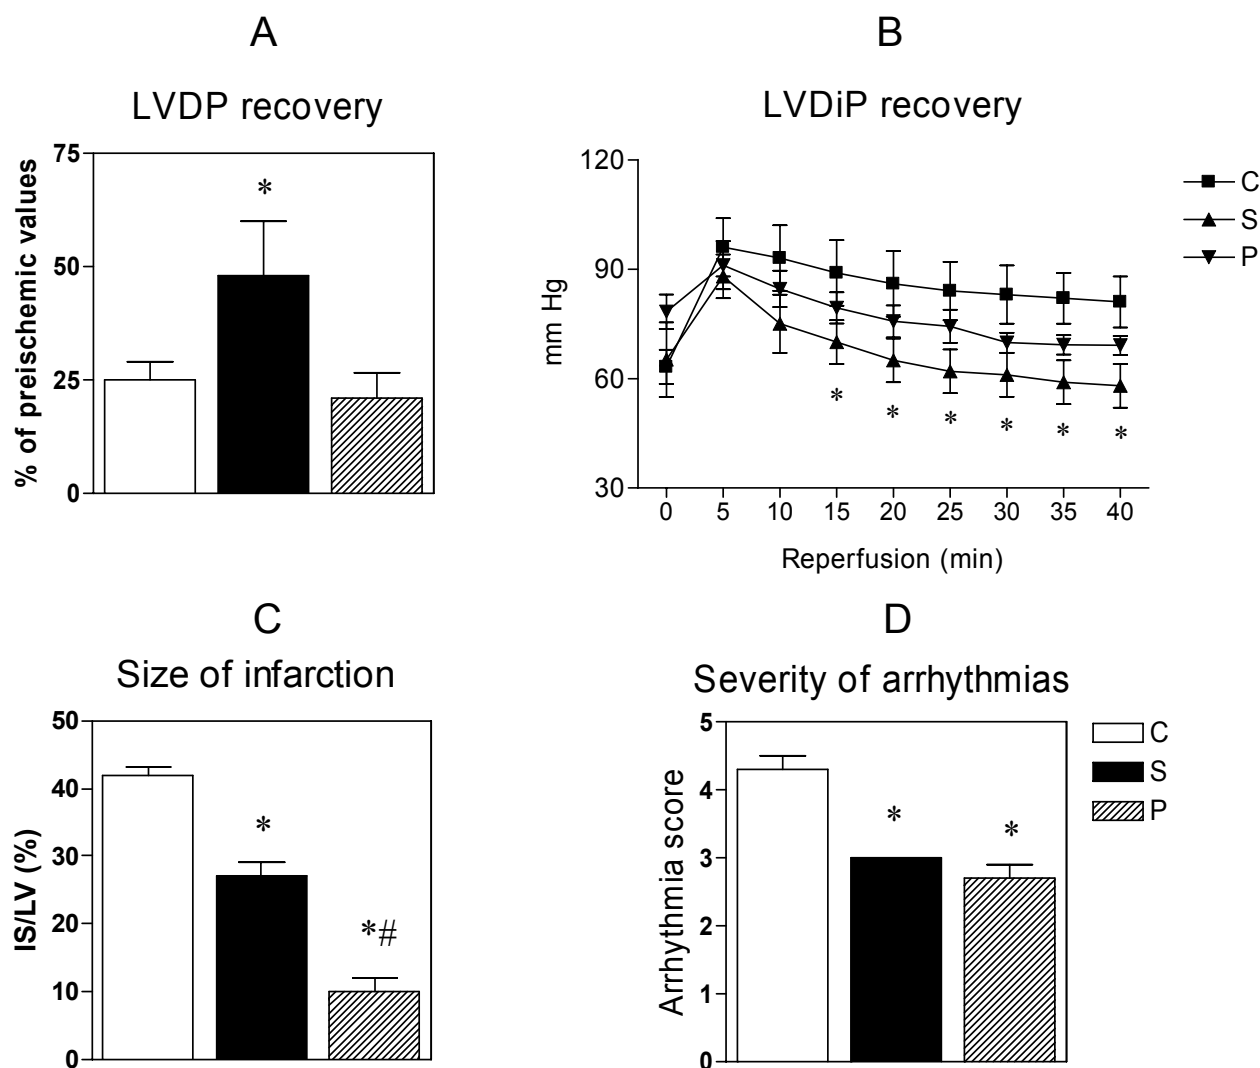 A
LVDP recovery
% of preischemic values
75
50
25
0
*
B
LVDiP recovery
mm Hg
120
90
60
30
* * * * * *
0 5 10 15 20 25 30 35 40
Reperfusion (min)
C
S
P
C
Size of infarction
IS/LV (%)
50
40
30
20
10
0
*
*#
D
Severity of arrhythmias
Arrhythmia score
5
4
3
2
1
0
*
*
C
S
P